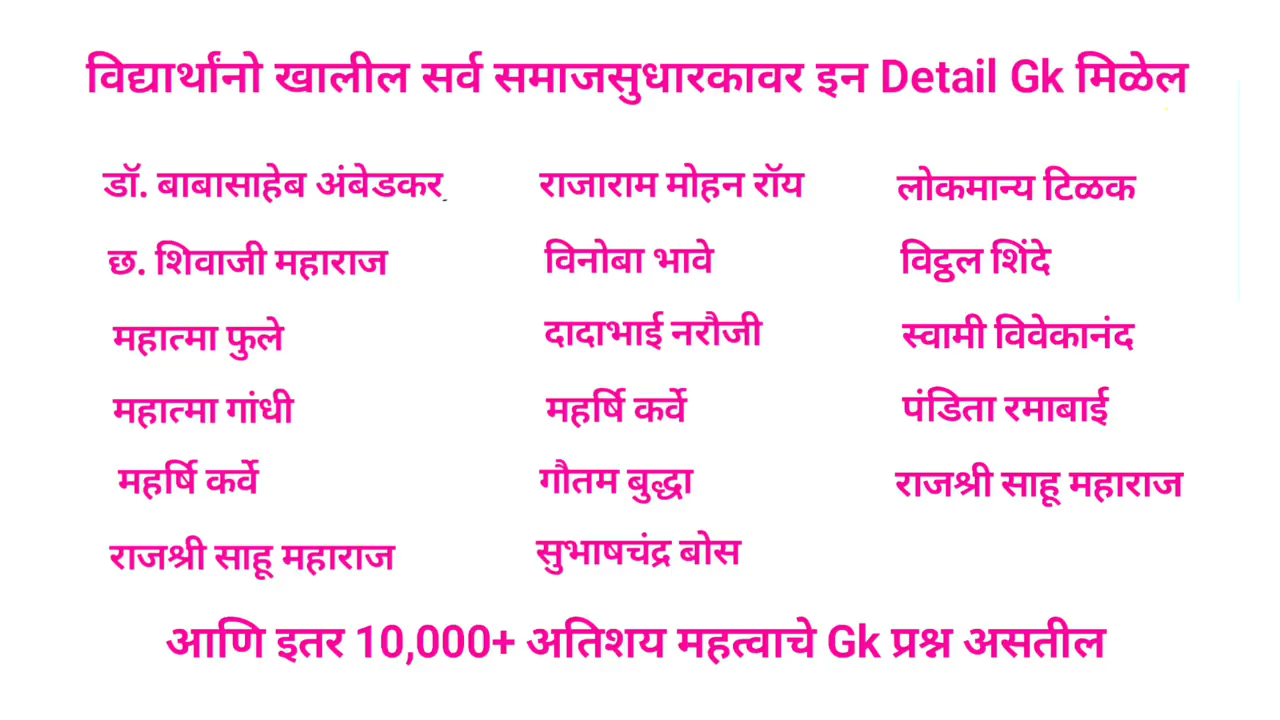 विद्यार्थांनो खालील सर्व समाजसुधारकावर इन Detail Gk मिळेल
डॉ. बाबासाहेब अंबेडकर राजाराम मोहन रॉय लोकमान्य टिळक
छ. शिवाजी महाराज विनोबा भावे विट्ठल शिंदे
महात्मा फुले दादाभाई नरौजी स्वामी विवेकानंद
महात्मा गांधी महर्षि कर्वे पंडिता रमाबाई
महर्षि कर्वे गौतम बुद्धा राजश्री साहू महाराज
राजश्री साहू महाराज सुभाषचंद्र बोस
आणि इतर 10,000+ अतिशय महत्वाचे Gk प्रश्न असतील